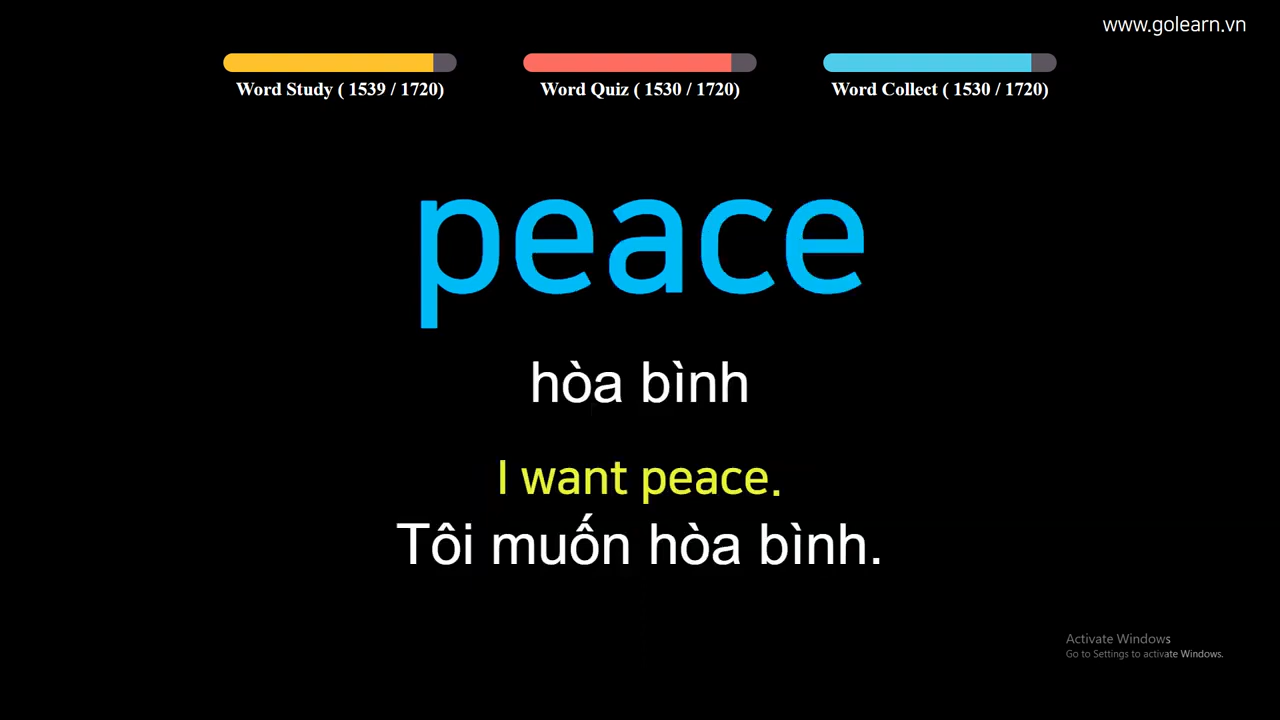 www.golearn.vn
Word Study ( 1539 / 1720)
Word Quiz ( 1530 / 1720)
Word Collect ( 1530 / 1720)
peace
hòa bình
I want peace.
Tôi muốn hòa bình.
Activate Windows
Go to Settings to activate Windows.